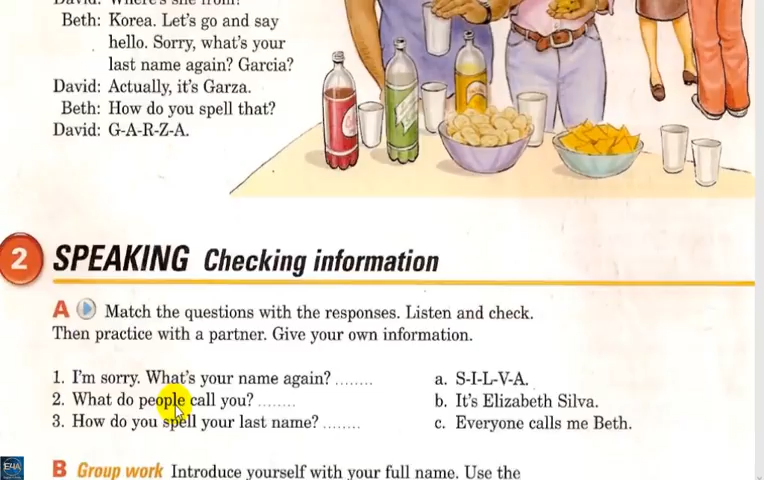 David: Where's she from?
Beth: Korea. Let's go and say
hello. Sorry, what's your
last name again? Garcia?
David: Actually, it's Garza.
Beth: How do you spell that?
David: G-A-R-Z-A.
2 SPEAKING Checking information
A Match the questions with the responses. Listen and check.
Then practice with a partner. Give your own information.
1. I'm sorry. What's your name again? ........ a. S-I-L-V-A.
2. What do people call you? ........ b. It's Elizabeth Silva.
3. How do you spell your last name? ........ c. Everyone calls me Beth.
B Group work Introduce yourself with your full name. Use the
E4A